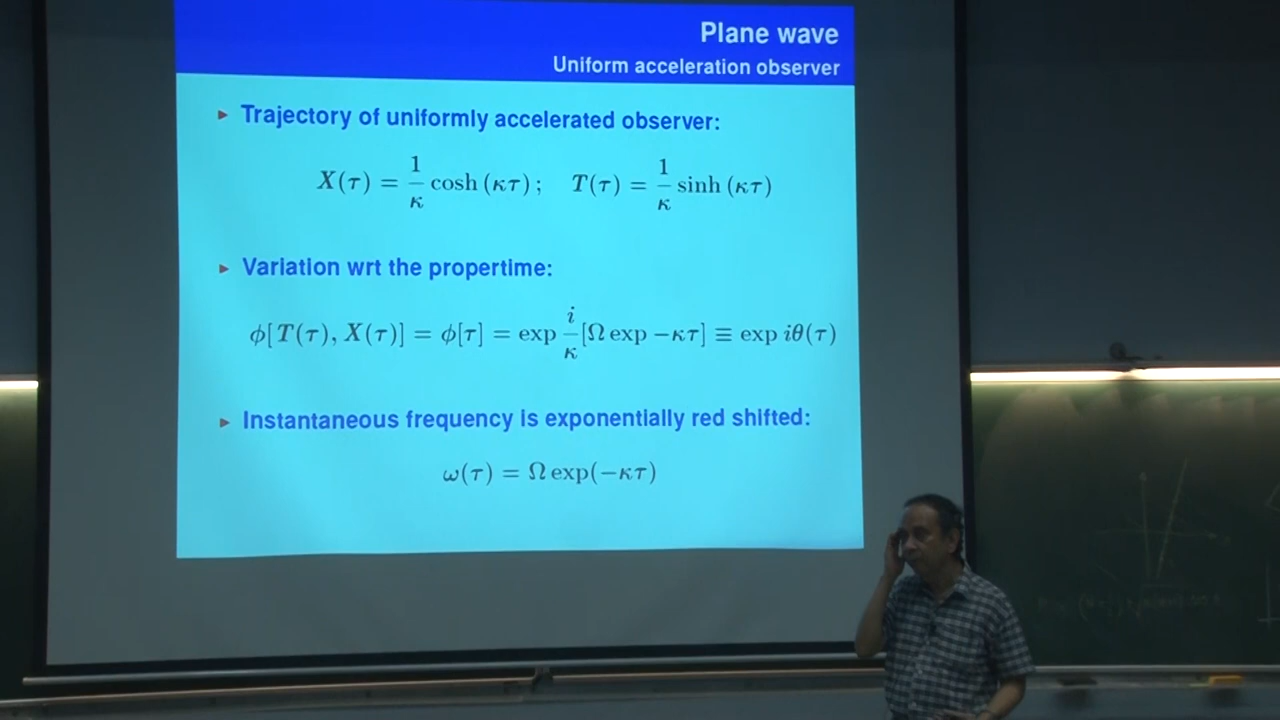 Plane wave
Uniform acceleration observer
▸ Trajectory of uniformly accelerated observer:
X(τ) = 1/κ cosh (κτ) ;   T(τ) = 1/κ sinh (κτ)
▸ Variation wrt the propertime:
ϕ[T(τ), X(τ)] = ϕ[τ] = exp i/κ [Ω exp −κτ] ≡ exp iθ(τ)
▸ Instantaneous frequency is exponentially red shifted:
ω(τ) = Ω exp(−κτ)